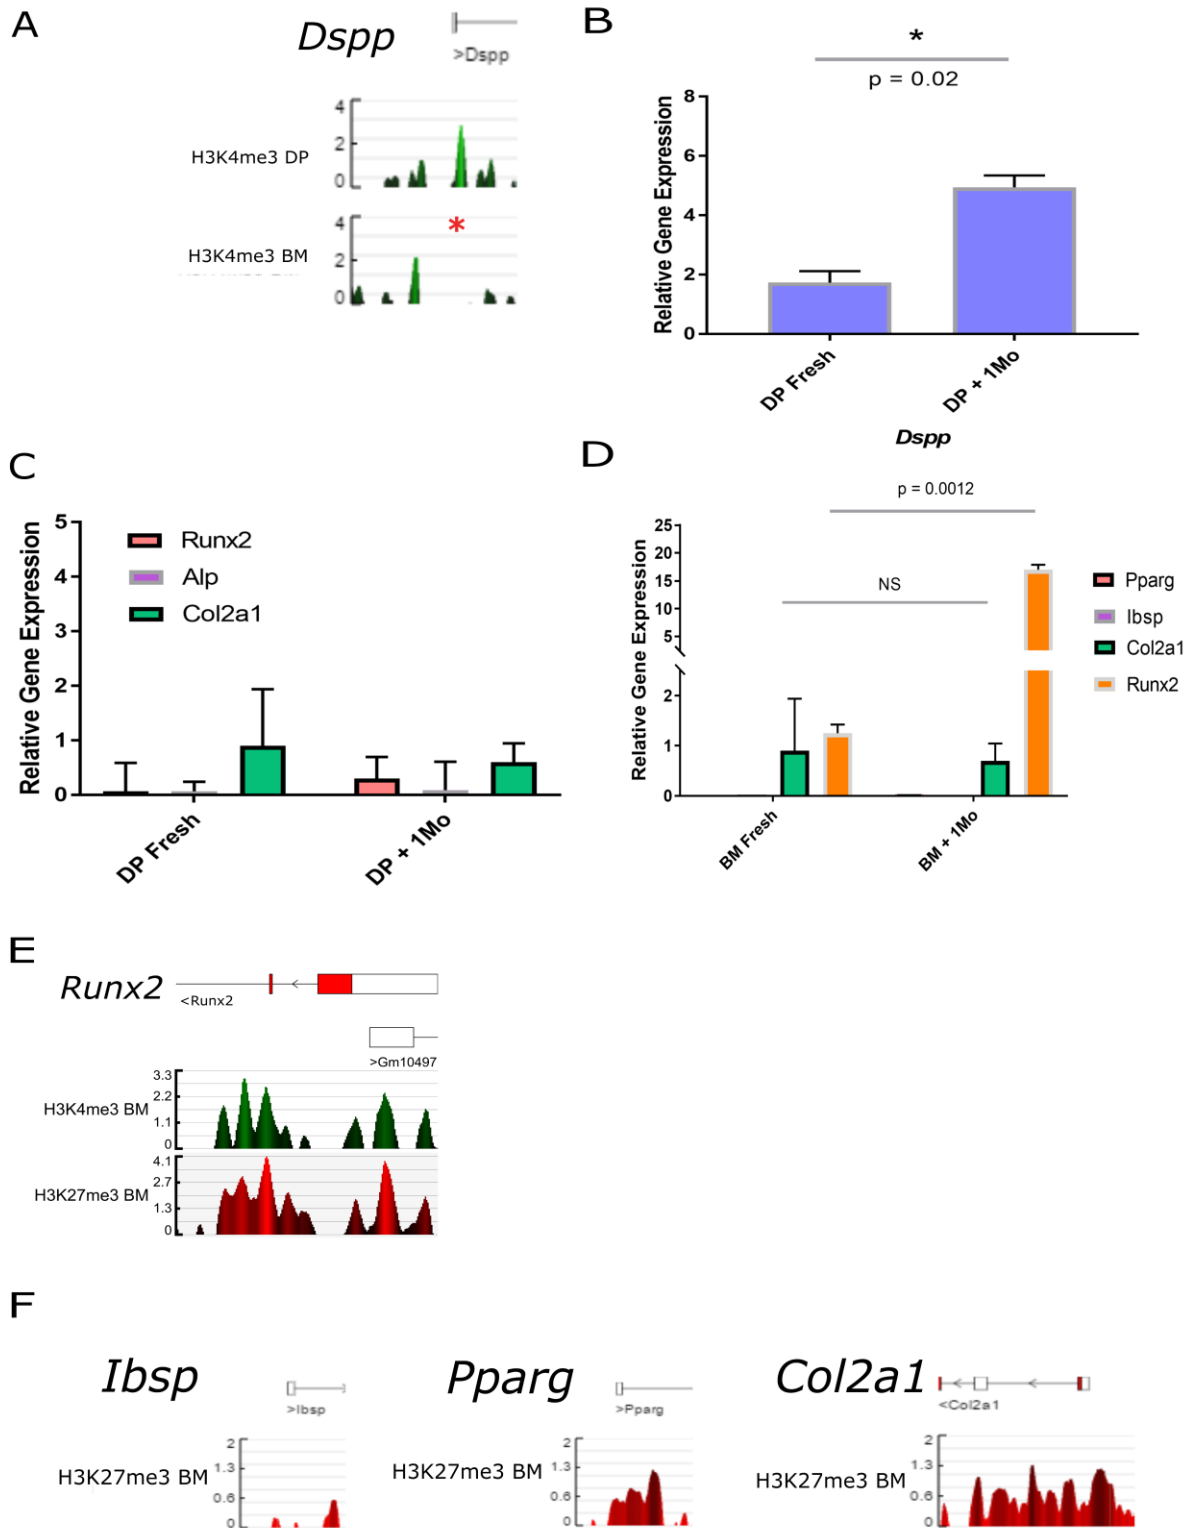 A
Dspp
>Dspp
4
2
0
H3K4me3 DP
4
*
2
0
H3K4me3 BM
B
*
p = 0.02
Relative Gene Expression
8
6
4
2
0
DP Fresh
DP + 1Mo
Dspp
C
Relative Gene Expression
5
4
3
2
1
0
Runx2
Alp
Col2a1
DP Fresh
DP + 1Mo
D
p = 0.0012
NS
Relative Gene Expression
25
20
15
10
5
2
1
0
Pparg
Ibsp
Col2a1
Runx2
BM Fresh
BM + 1Mo
E
Runx2
<Runx2
>Gm10497
H3K4me3 BM
3.3
2.2
1.1
0
H3K27me3 BM
4.1
2.7
1.3
0
F
Ibsp
>Ibsp
H3K27me3 BM
2
1.3
0.6
0
Pparg
>Pparg
H3K27me3 BM
2
1.3
0.6
0
Col2a1
<Col2a1
H3K27me3 BM
2
1.3
0.6
0